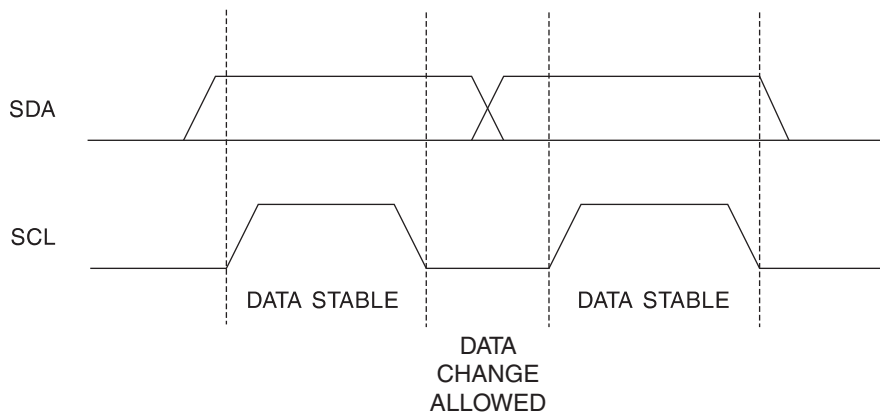 SDA
SCL
DATA STABLE
DATA STABLE
DATA
CHANGE
ALLOWED